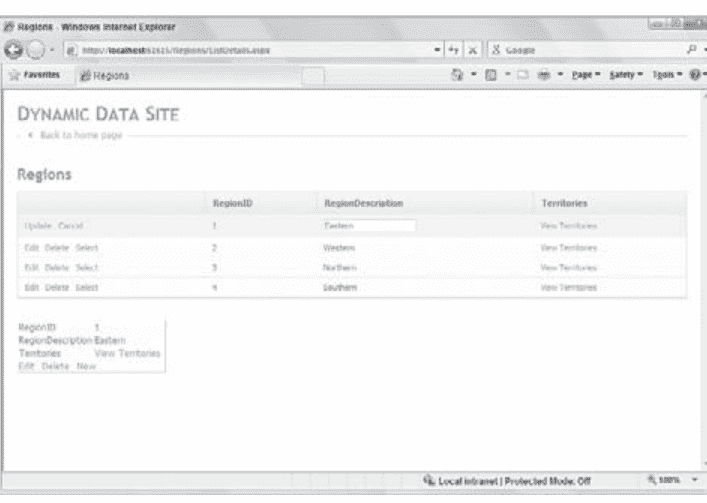 Regions - Windows Internet Explorer
Google
Favorites Regions Page Safety Tools
DYNAMIC DATA SITE
Back to home page
Regions
RegionID RegionDescription Territories
Update Cancel 1 Eastern View Territories
Edit Delete Select 2 Western View Territories
Edit Delete Select 3 Northern View Territories
Edit Delete Select 4 Southern View Territories
RegionID 1
RegionDescription Eastern
Territories View Territories
Edit Delete New
Local intranet | Protected Mode: Off 100%